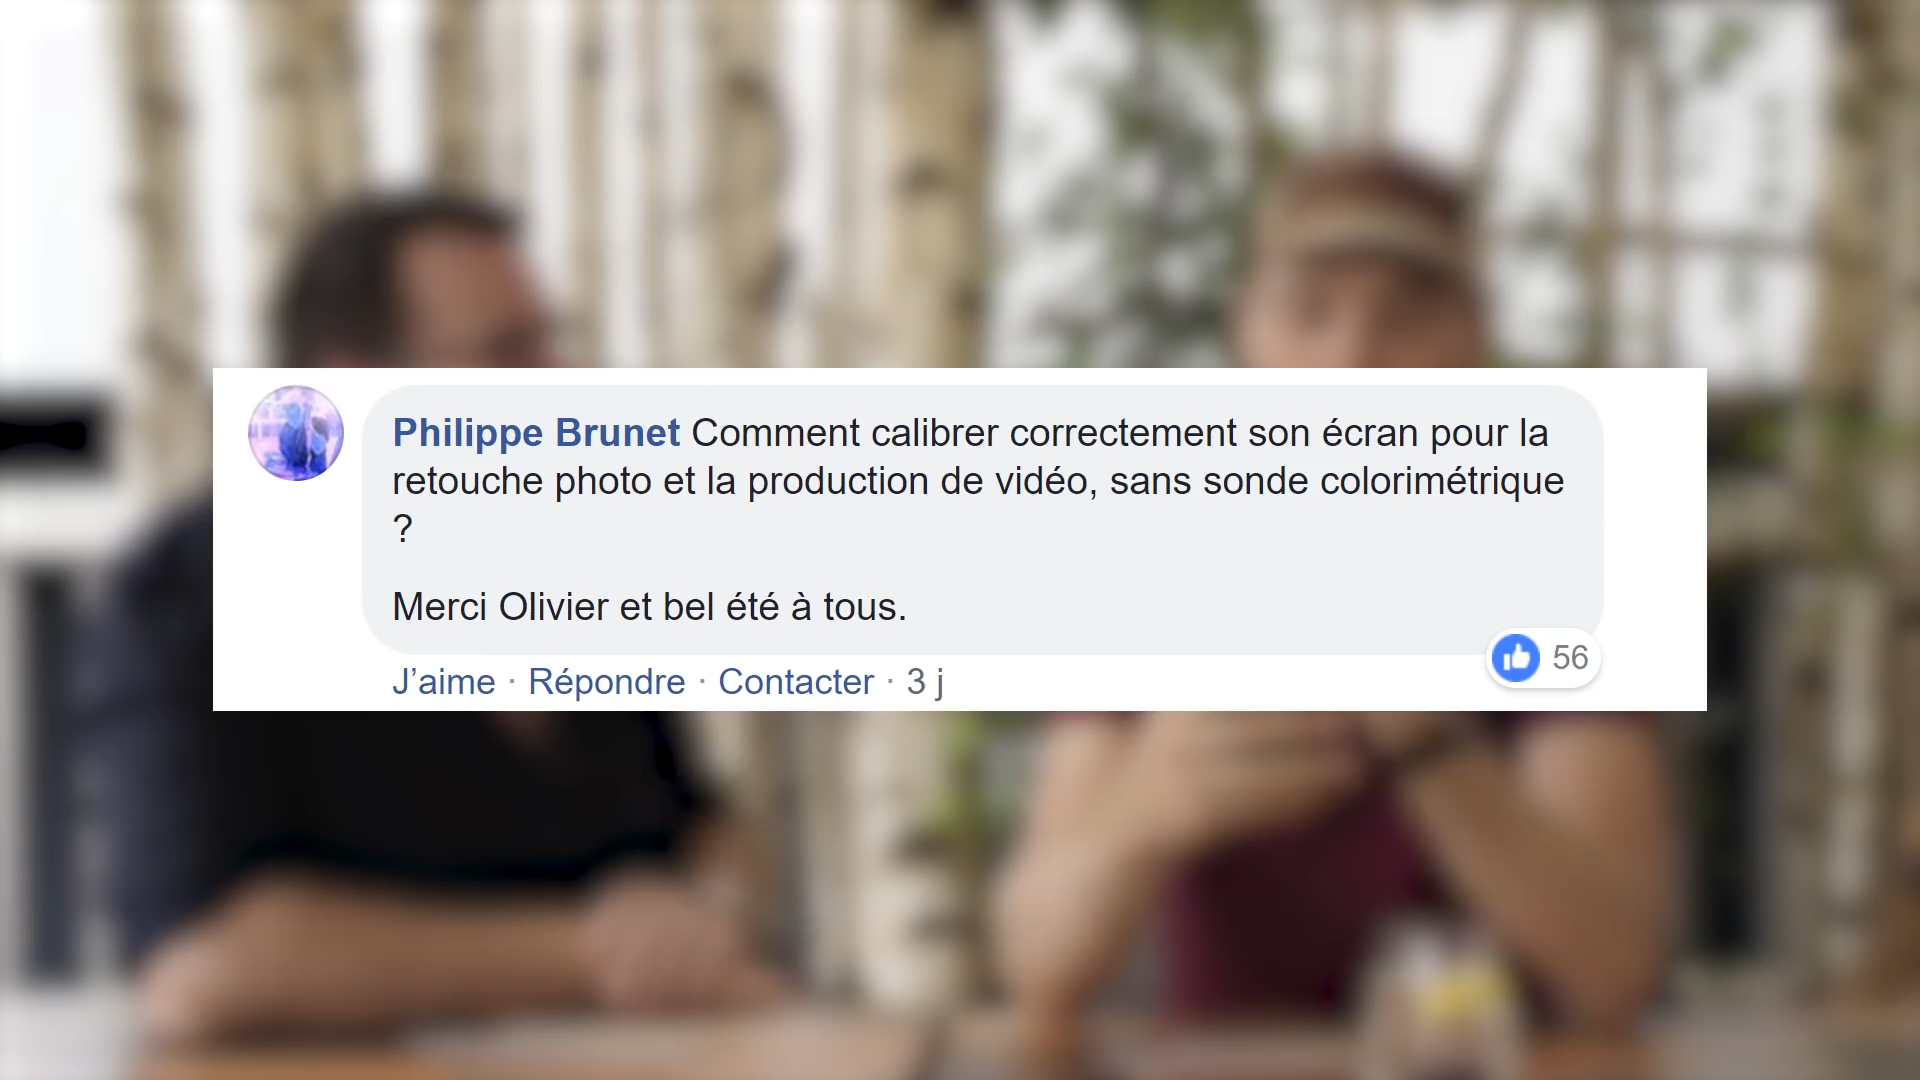 Philippe Brunet Comment calibrer correctement son écran pour la
retouche photo et la production de vidéo, sans sonde colorimétrique
?
Merci Olivier et bel été à tous.
56
J’aime · Répondre · Contacter · 3 j